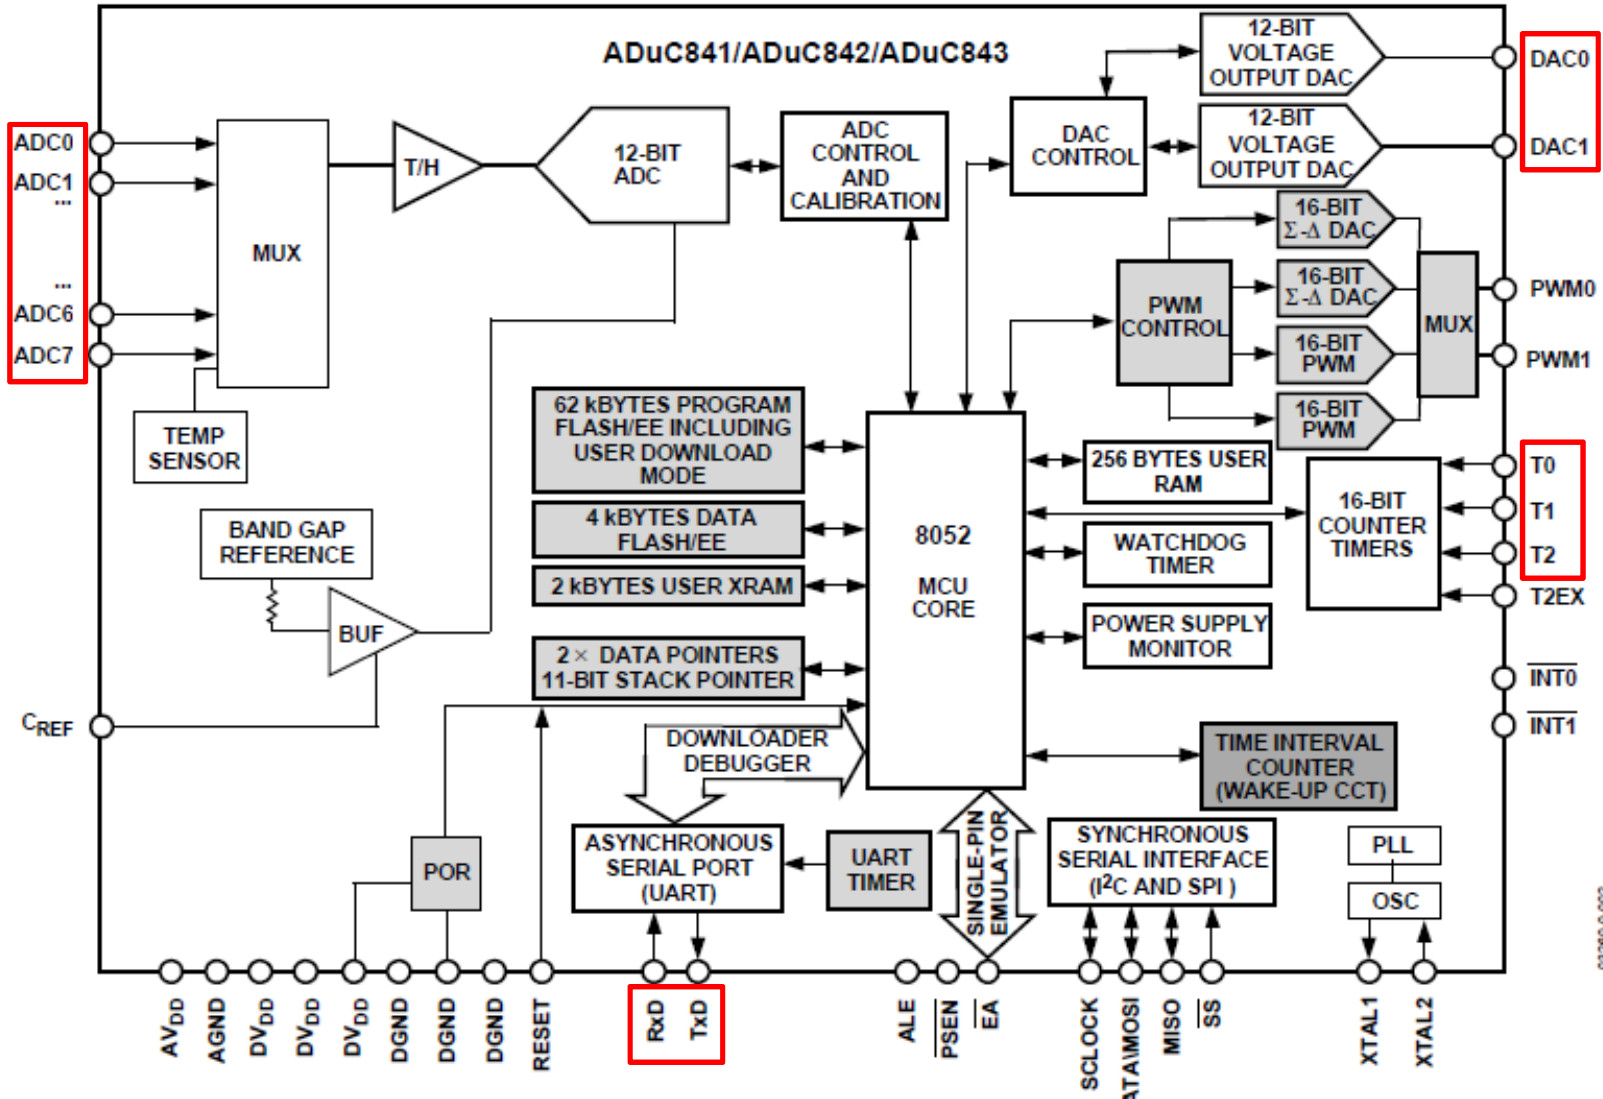 ADuC841/ADuC842/ADuC843
12-BIT
VOLTAGE
OUTPUT DAC
DAC0
12-BIT
VOLTAGE
OUTPUT DAC
DAC1
DAC
CONTROL
ADC0
ADC1
...
...
ADC6
ADC7
MUX
T/H
12-BIT
ADC
ADC
CONTROL
AND
CALIBRATION
TEMP
SENSOR
16-BIT
Σ-Δ DAC
16-BIT
Σ-Δ DAC
16-BIT
PWM
16-BIT
PWM
PWM
CONTROL
MUX
PWM0
PWM1
62 kBYTES PROGRAM
FLASH/EE INCLUDING
USER DOWNLOAD
MODE
4 kBYTES DATA
FLASH/EE
2 kBYTES USER XRAM
2 × DATA POINTERS
11-BIT STACK POINTER
8052
MCU
CORE
256 BYTES USER
RAM
WATCHDOG
TIMER
POWER SUPPLY
MONITOR
16-BIT
COUNTER
TIMERS
T0
T1
T2
T2EX
INT0
INT1
BAND GAP
REFERENCE
BUF
CREF
DOWNLOADER
DEBUGGER
TIME INTERVAL
COUNTER
(WAKE-UP CCT)
POR
ASYNCHRONOUS
SERIAL PORT
(UART)
UART
TIMER
SINGLE-PIN
EMULATOR
SYNCHRONOUS
SERIAL INTERFACE
(I²C AND SPI )
PLL
OSC
AVDD
AGND
DVDD
DVDD
DVDD
DGND
DGND
DGND
RESET
RxD
TxD
ALE
PSEN
EA
SCLOCK
ATA\MOSI
MISO
SS
XTAL1
XTAL2